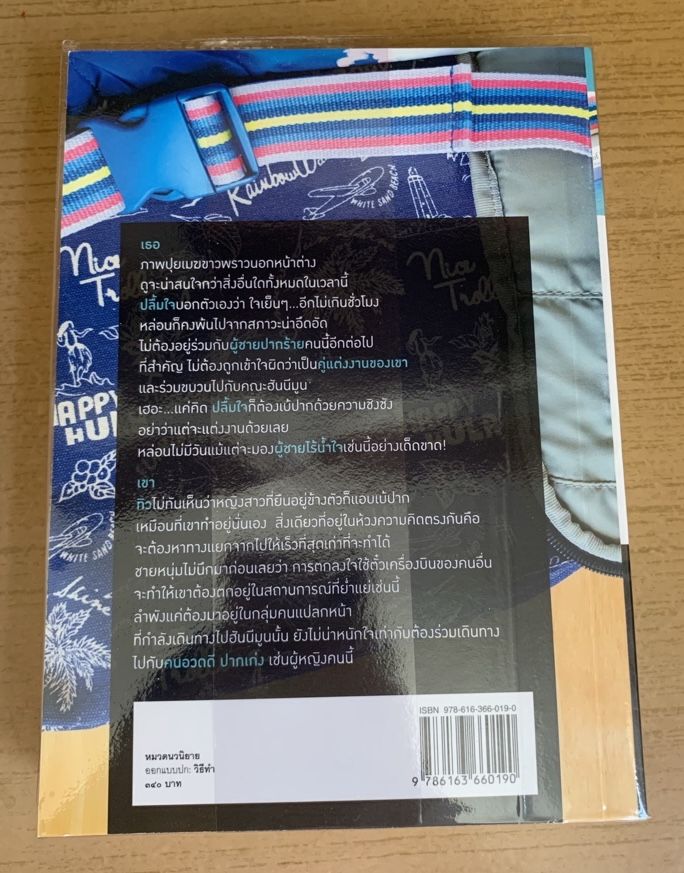 Rainbow
WHITE SAND BEACH
Nice
Troll
Nice
Troll
HAPPY
HUL
WHITE SAND BEACH
Shine
เธอ
ภาพปุยเมฆขาวพราวนอกหน้าต่าง
ดูจะน่าสนใจกว่าสิ่งอื่นใดทั้งหมดในเวลานี้
ปลื้มใจบอกตัวเองว่า ใจเย็นๆ...อีกไม่เกินชั่วโมง
หล่อนก็คงพ้นไปจากสภาวะน่าอึดอัด
ไม่ต้องอยู่ร่วมกับผู้ชายปากร้ายคนนี้อีกต่อไป
ที่สำคัญ ไม่ต้องถูกเข้าใจผิดว่าเป็นคู่แต่งงานของเขา
และร่วมขบวนไปกับคณะฮันนีมูน
เฮอะ...แค่คิด ปลื้มใจก็ต้องเบ้ปากด้วยความชิงชัง
อย่าว่าแต่จะแต่งงานด้วยเลย
หล่อนไม่มีวันแม้แต่จะมองผู้ชายไร้น้ำใจเช่นนี้อย่างเด็ดขาด!
เขา
ทิวไม่ทันเห็นว่าหญิงสาวที่ยืนอยู่ข้างตัวก็แอบเบ้ปาก
เหมือนที่เขาทำอยู่นั่นเอง สิ่งเดียวที่อยู่ในห้วงความคิดตรงกันคือ
จะต้องหาทางแยกจากไปให้เร็วที่สุดเท่าที่จะทำได้
ชายหนุ่มไม่นึกมาก่อนเลยว่า การตกลงใจใช้ตั๋วเครื่องบินของคนอื่น
จะทำให้เขาต้องตกอยู่ในสถานการณ์ที่ย่ำแย่เช่นนี้
ลำพังแค่ต้องมาอยู่ในกลุ่มคนแปลกหน้า
ที่กำลังเดินทางไปฮันนีมูนนั้น ยังไม่น่าหนักใจเท่ากับต้องร่วมเดินทาง
ไปกับคนอวดดี ปากเก่ง เช่นผู้หญิงคนนี้
ISBN 978-616-366-019-0
9 786163 660190
หมวดนวนิยาย
ออกแบบปก: วิธีทำ
๓๔๐ บาท